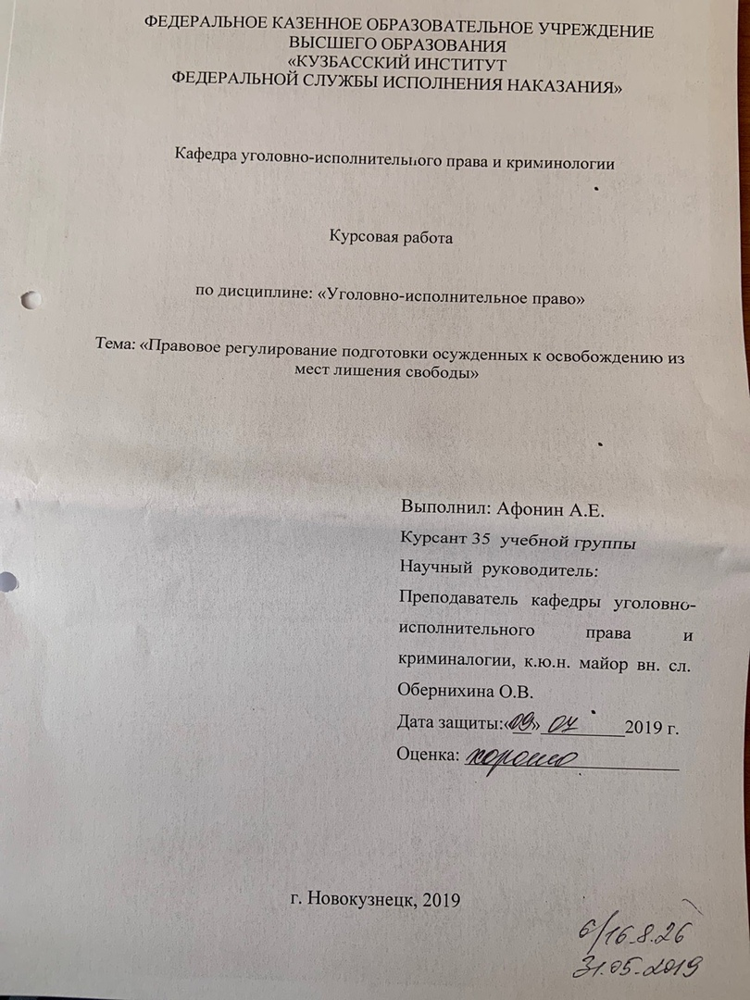 ФЕДЕРАЛЬНОЕ КАЗЕННОЕ ОБРАЗОВАТЕЛЬНОЕ УЧРЕЖДЕНИЕ
ВЫСШЕГО ОБРАЗОВАНИЯ
«КУЗБАССКИЙ ИНСТИТУТ
ФЕДЕРАЛЬНОЙ СЛУЖБЫ ИСПОЛНЕНИЯ НАКАЗАНИЯ»
Кафедра уголовно-исполнительного права и криминологии
Курсовая работа
по дисциплине: «Уголовно-исполнительное право»
Тема: «Правовое регулирование подготовки осужденных к освобождению из
мест лишения свободы»
Выполнил: Афонин А.Е.
Курсант 35 учебной группы
Научный руководитель:
Преподаватель кафедры уголовно-
исполнительного права и
криминалогии, к.ю.н. майор вн. сл.
Обернихина О.В.
Дата защиты:«09» 07 2019 г.
Оценка: хорошо
г. Новокузнецк, 2019
6/16.8.26
31.05.2019